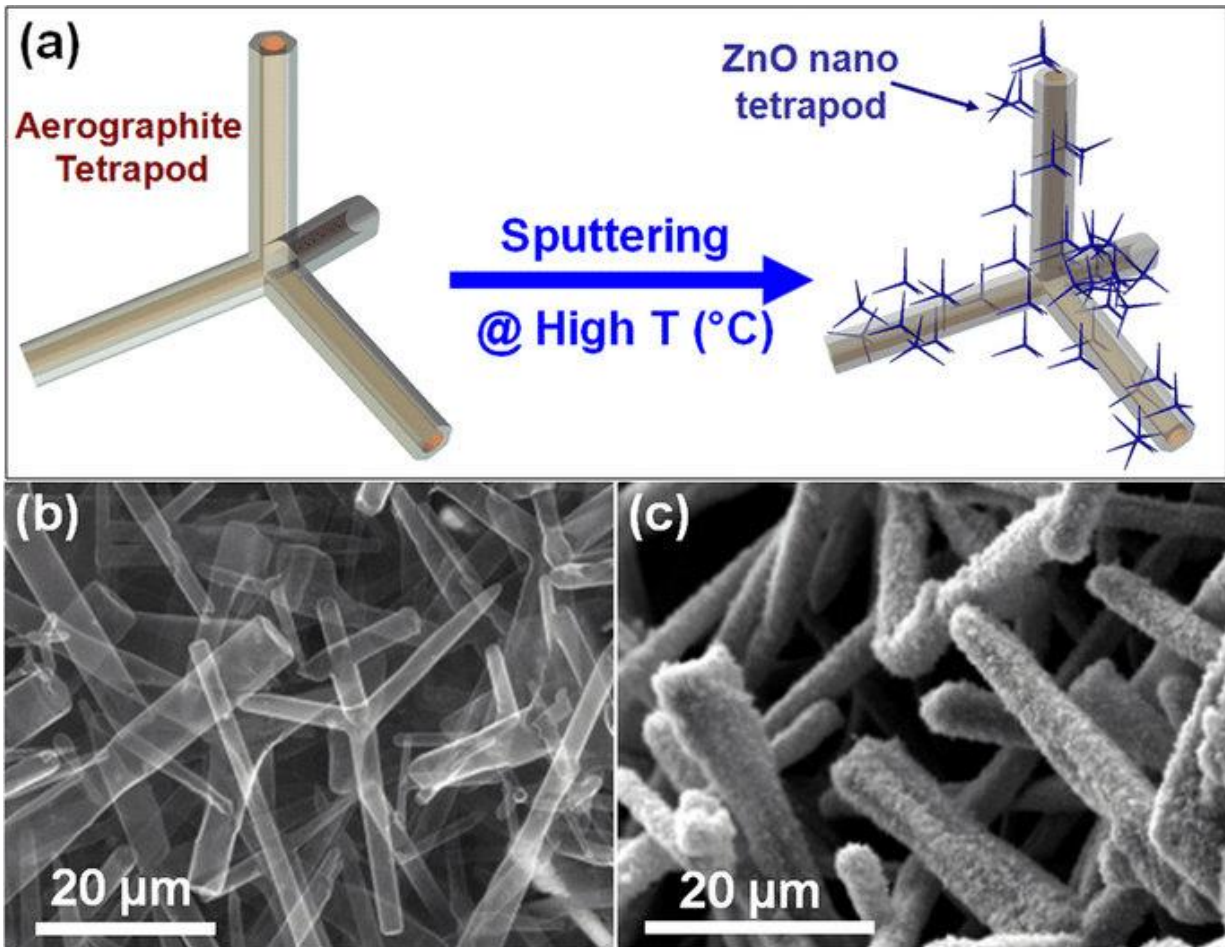 (a)
Aerographite
Tetrapod
Sputtering
@ High T (°C)
ZnO nano
tetrapod
(b)
20 µm
(c)
20 µm